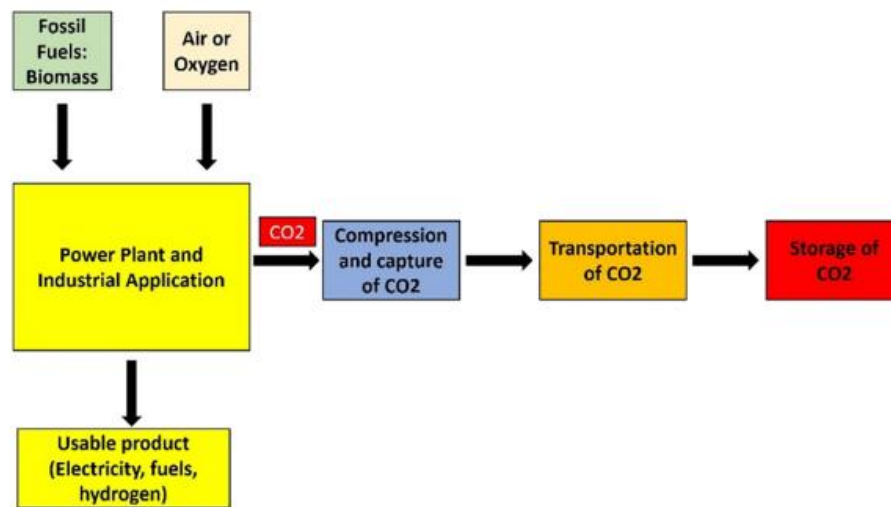 Fossil
Fuels:
Biomass
Air or
Oxygen
Power Plant and
Industrial Application
CO2
Compression
and capture
of CO2
Transportation
of CO2
Storage of
CO2
Usable product
(Electricity, fuels,
hydrogen)